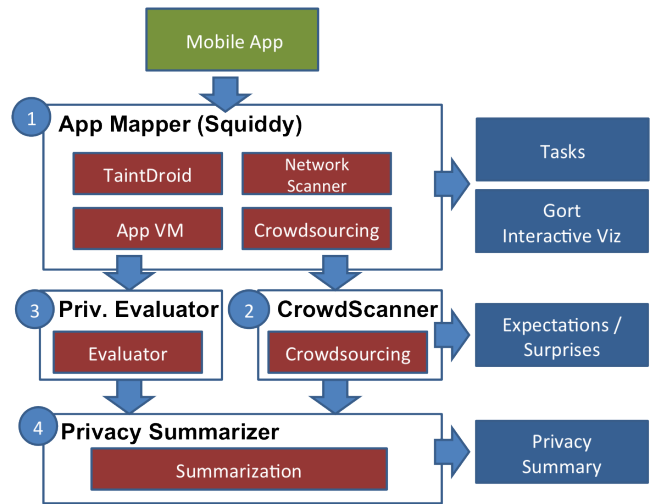 Mobile App
1
App Mapper (Squiddy)
TaintDroid
Network
Scanner
App VM
Crowdsourcing
Tasks
Gort
Interactive Viz
3
Priv. Evaluator
Evaluator
2
CrowdScanner
Crowdsourcing
Expectations /
Surprises
4
Privacy Summarizer
Summarization
Privacy
Summary